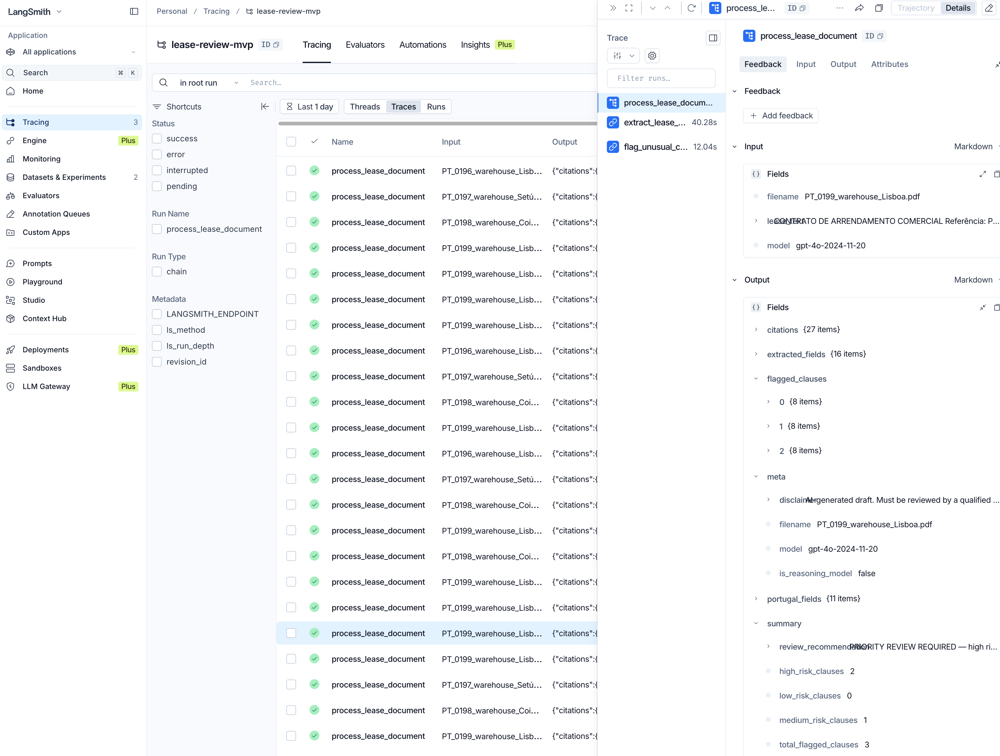 LangSmith
Application
All applications
Search ⌘ K
Home
Tracing 3
Engine Plus
Monitoring
Datasets & Experiments 2
Evaluators
Annotation Queues
Custom Apps
Prompts
Playground
Studio
Context Hub
Deployments Plus
Sandboxes
LLM Gateway Plus
Personal / Tracing / lease-review-mvp
lease-review-mvp ID
Tracing Evaluators Automations Insights Plus
in root run Search…
Shortcuts
Last 1 day Threads Traces Runs
Status
success
error
interrupted
pending
Run Name
process_lease_document
Run Type
chain
Metadata
LANGSMITH_ENDPOINT
ls_method
ls_run_depth
revision_id
Name Input Output
process_lease_document PT_0196_warehouse_Lisb... {"citations":{
process_lease_document PT_0197_warehouse_Setú... {"citations":{
process_lease_document PT_0198_warehouse_Coi... {"citations":{
process_lease_document PT_0199_warehouse_Lisb... {"citations":{
process_lease_document PT_0199_warehouse_Lisb... {"citations":{
process_lease_document PT_0199_warehouse_Lisb... {"citations":{
process_lease_document PT_0199_warehouse_Lisb... {"citations":{
process_lease_document PT_0196_warehouse_Lisb... {"citations":{
process_lease_document PT_0197_warehouse_Setú... {"citations":{
process_lease_document PT_0198_warehouse_Coi... {"citations":{
process_lease_document PT_0199_warehouse_Lisb... {"citations":{
process_lease_document PT_0196_warehouse_Lisb... {"citations":{
process_lease_document PT_0197_warehouse_Setú... {"citations":{
process_lease_document PT_0198_warehouse_Coi... {"citations":{
process_lease_document PT_0199_warehouse_Lisb... {"citations":{
process_lease_document PT_0198_warehouse_Coi... {"citations":{
process_lease_document PT_0199_warehouse_Lisb... {"citations":{
process_lease_document PT_0199_warehouse_Lisb... {"citations":{
process_lease_document PT_0199_warehouse_Lisb... {"citations":{
process_lease_document PT_0199_warehouse_Lisb... {"citations":{
process_lease_document PT_0197_warehouse_Setú... {"citations":{
process_lease_document PT_0198_warehouse_Coi... {"citations":{
process_lease_document PT_0199_warehouse_Lisb... {"citations":{
process_le... ID ... Trajectory Details
Trace
Filter runs…
process_lease_docum...
extract_lease_... 40.28s
flag_unusual_c... 12.04s
process_lease_document ID
Feedback Input Output Attributes
Feedback
+ Add feedback
Input Markdown
{} Fields
filename PT_0199_warehouse_Lisboa.pdf
CONTRATO DE ARRENDAMENTO COMERCIAL Referência: P...
model gpt-4o-2024-11-20
Output Markdown
{} Fields
citations {27 items}
extracted_fields {16 items}
flagged_clauses
0 {8 items}
1 {8 items}
2 {8 items}
meta
disclaimer AI-generated draft. Must be reviewed by a qualified ...
filename PT_0199_warehouse_Lisboa.pdf
model gpt-4o-2024-11-20
is_reasoning_model false
portugal_fields {11 items}
summary
review_recommendation PRIORITY REVIEW REQUIRED — high ri...
high_risk_clauses 2
low_risk_clauses 0
medium_risk_clauses 1
total_flagged_clauses 3